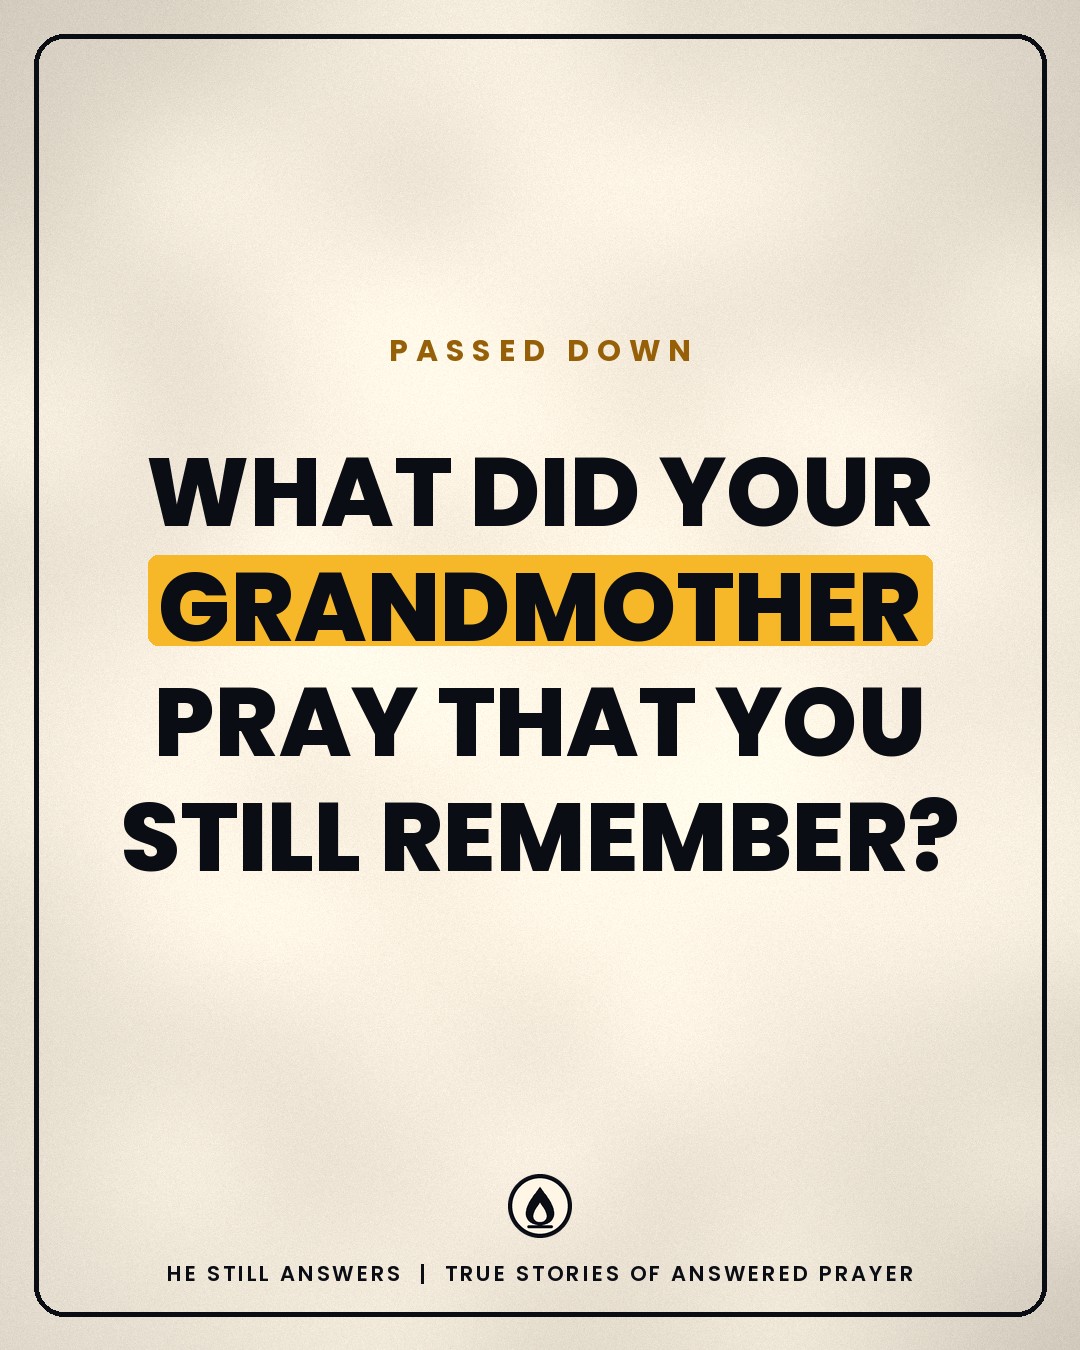 PASSED DOWN
WHAT DID YOUR
GRANDMOTHER
PRAY THAT YOU
STILL REMEMBER?
HE STILL ANSWERS | TRUE STORIES OF ANSWERED PRAYER